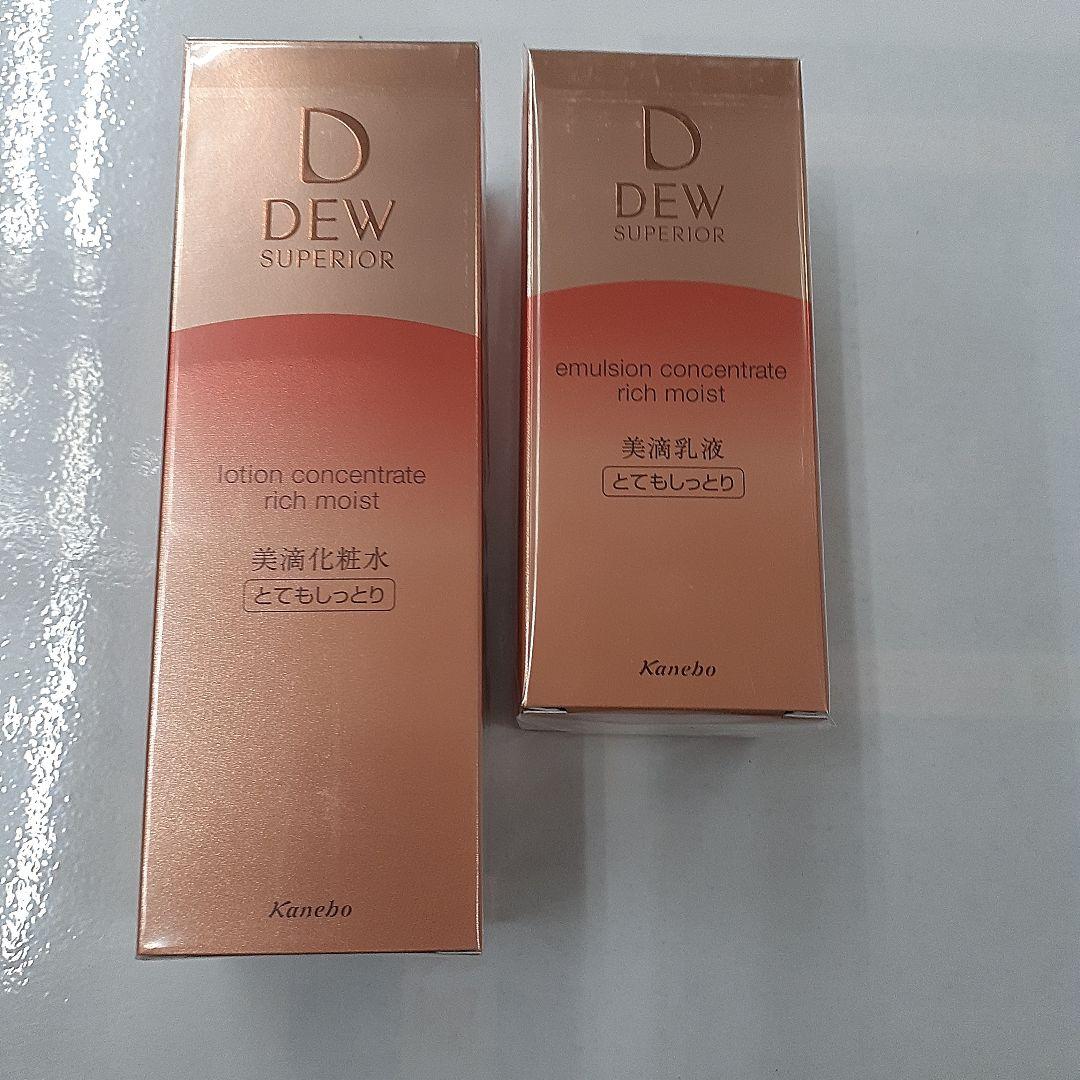 D
DEW
SUPERIOR
lotion concentrate
rich moist
美滴化粧水
とてもしっとり
Kanebo
D
DEW
SUPERIOR
emulsion concentrate
rich moist
美滴乳液
とてもしっとり
Kanebo